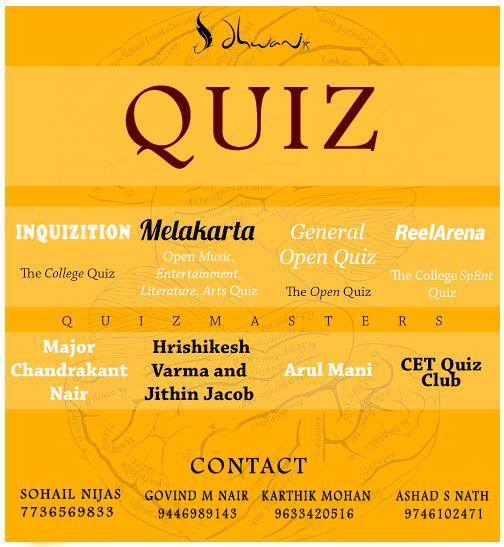 Dhwani 15
QUIZ
INQUIZITION
The College Quiz
Melakarta
Open Music,
Entertainment,
Literature, Arts Quiz
General
Open Quiz
The Open Quiz
ReelArena
The College SpEnt
Quiz
QUIZMASTERS
Major
Chandrakant
Nair
Hrishikesh
Varma and
Jithin Jacob
Arul Mani
CET Quiz
Club
CONTACT
SOHAIL NIJAS
7736569833
GOVIND M NAIR
9446989143
KARTHIK MOHAN
9633420516
ASHAD S NATH
9746102471